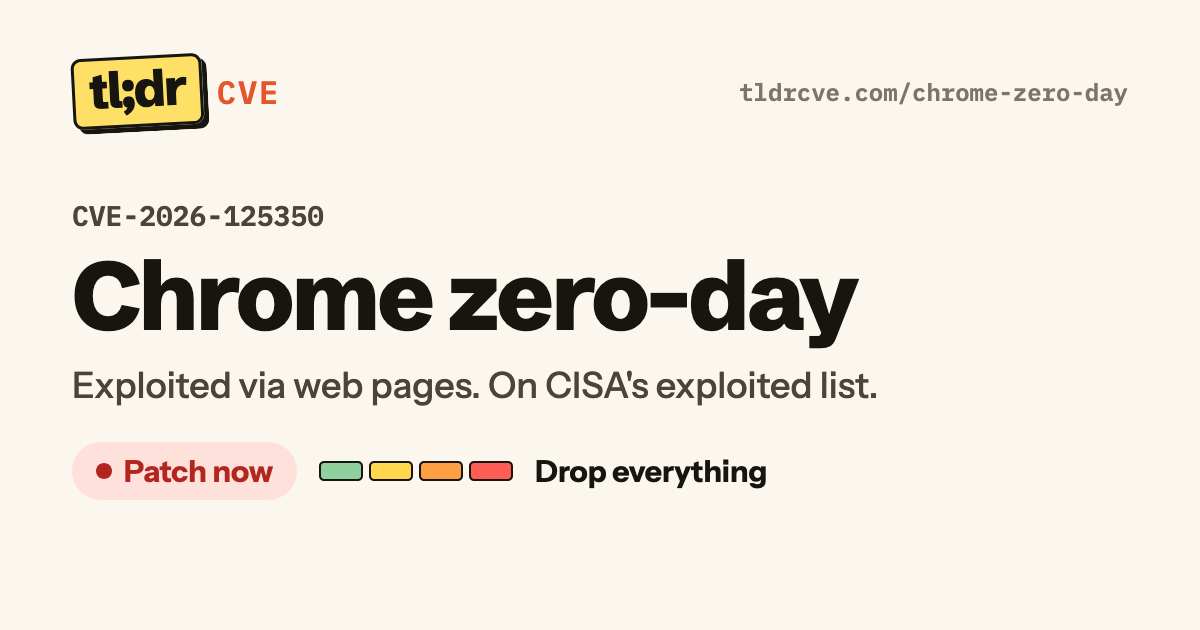 tl;dr CVE
tldrcve.com/chrome-zero-day
CVE-2026-125350
Chrome zero-day
Exploited via web pages. On CISA's exploited list.
Patch now
Drop everything